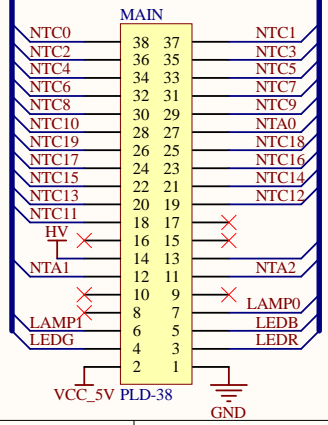 MAIN
NTC0 38 37 NTC1
NTC2 36 35 NTC3
NTC4 34 33 NTC5
NTC6 32 31 NTC7
NTC8 30 29 NTC9
NTC10 28 27 NTA0
NTC19 26 25 NTC18
NTC17 24 23 NTC16
NTC15 22 21 NTC14
NTC13 20 19 NTC12
NTC11 18 17
HV 16 15
14 13
NTA1 12 11 NTA2
10 9
8 7 LAMP0
LAMP1 6 5 LEDB
LEDG 4 3 LEDR
2 1
VCC_5V PLD-38
GND